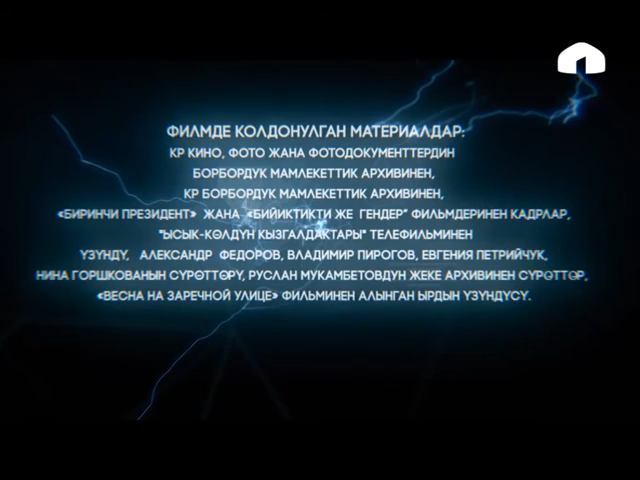 ФИЛМДЕ КОЛДОНУЛГАН МАТЕРИАЛДАР:
КР КИНО, ФОТО ЖАНА ФОТОДОКУМЕНТТЕРДИН
БОРБОРДУК МАМЛЕКЕТТИК АРХИВИНЕН,
КР БОРБОРДУК МАМЛЕКЕТТИК АРХИВИНЕН,
«БИРИНЧИ ПРЕЗИДЕНТ» ЖАНА «БИЙИКТИКТИ ЖЕҢГЕНДЕР" ФИЛЬМДЕРИНЕН КАДРЛАР,
"ЫСЫК-КӨЛДҮН КЫЗГАЛДАКТАРЫ" ТЕЛЕФИЛЬМИНЕН
ҮЗҮНДҮ, АЛЕКСАНДР ФЕДОРОВ, ВЛАДИМИР ПИРОГОВ, ЕВГЕНИЯ ПЕТРИЙЧУК,
НИНА ГОРШКОВАНЫН СҮРӨТТӨРҮ, РУСЛАН МУКАМБЕТОВДУН ЖЕКЕ АРХИВИНЕН СҮРӨТТӨР,
«ВЕСНА НА ЗАРЕЧНОЙ УЛИЦЕ» ФИЛЬМИНЕН АЛЫНГАН ЫРДЫН ҮЗҮНДҮСҮ.